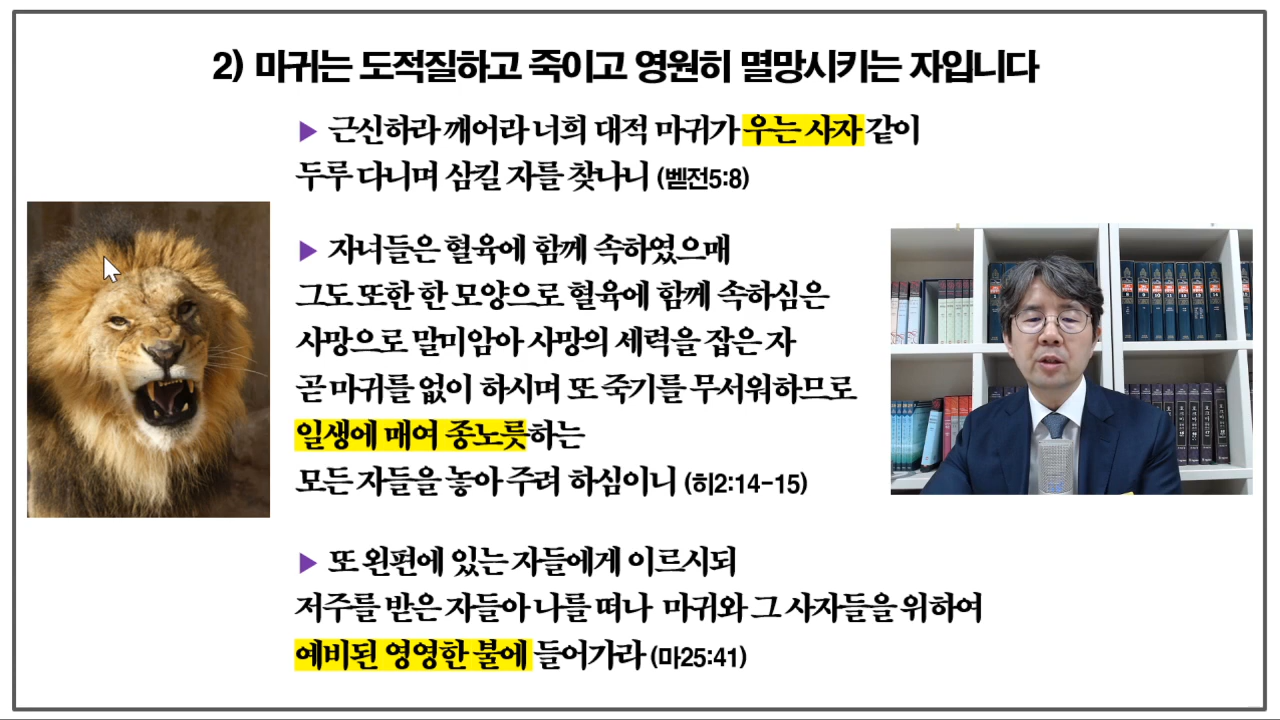 2) 마귀는 도적질하고 죽이고 영원히 멸망시키는 자입니다
▶ 근신하라 깨어라 너희 대적 마귀가 우는 사자 같이
두루 다니며 삼킬 자를 찾나니 (벧전5:8)
▶ 자녀들은 혈육에 함께 속하였으매
그도 또한 한 모양으로 혈육에 함께 속하심은
사망으로 말미암아 사망의 세력을 잡은 자
곧 마귀를 없이 하시며 또 죽기를 무서워하므로
일생에 매여 종노릇하는
모든 자들을 놓아 주려 하심이니 (히2:14-15)
▶ 또 왼편에 있는 자들에게 이르시되
저주를 받은 자들아 나를 떠나 마귀와 그 사자들을 위하여
예비된 영영한 불에 들어가라 (마25:41)